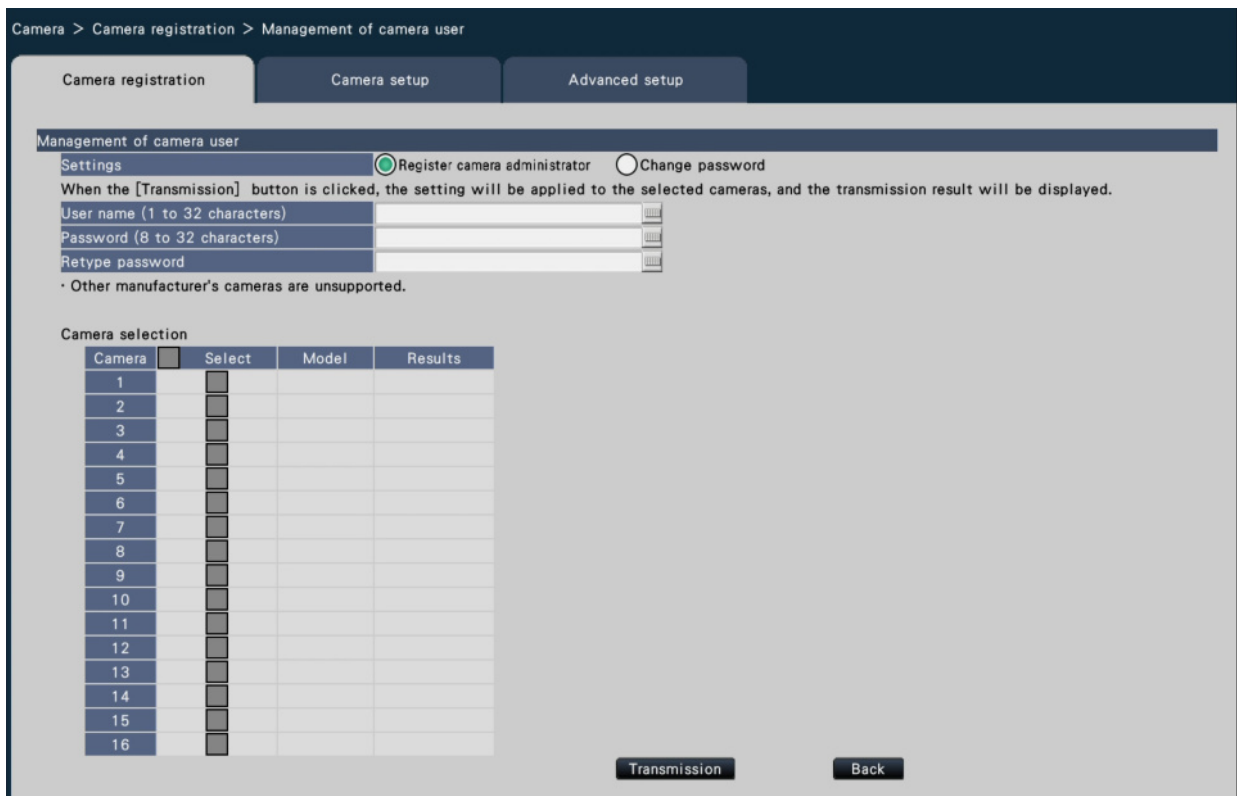 Camera > Camera registration > Management of camera user
Camera registration Camera setup Advanced setup
Management of camera user
Settings Register camera administrator Change password
When the [Transmission] button is clicked, the setting will be applied to the selected cameras, and the transmission result will be displayed.
User name (1 to 32 characters)
Password (8 to 32 characters)
Retype password
· Other manufacturer's cameras are unsupported.
Camera selection
Camera Select Model Results
1
2
3
4
5
6
7
8
9
10
11
12
13
14
15
16
Transmission Back